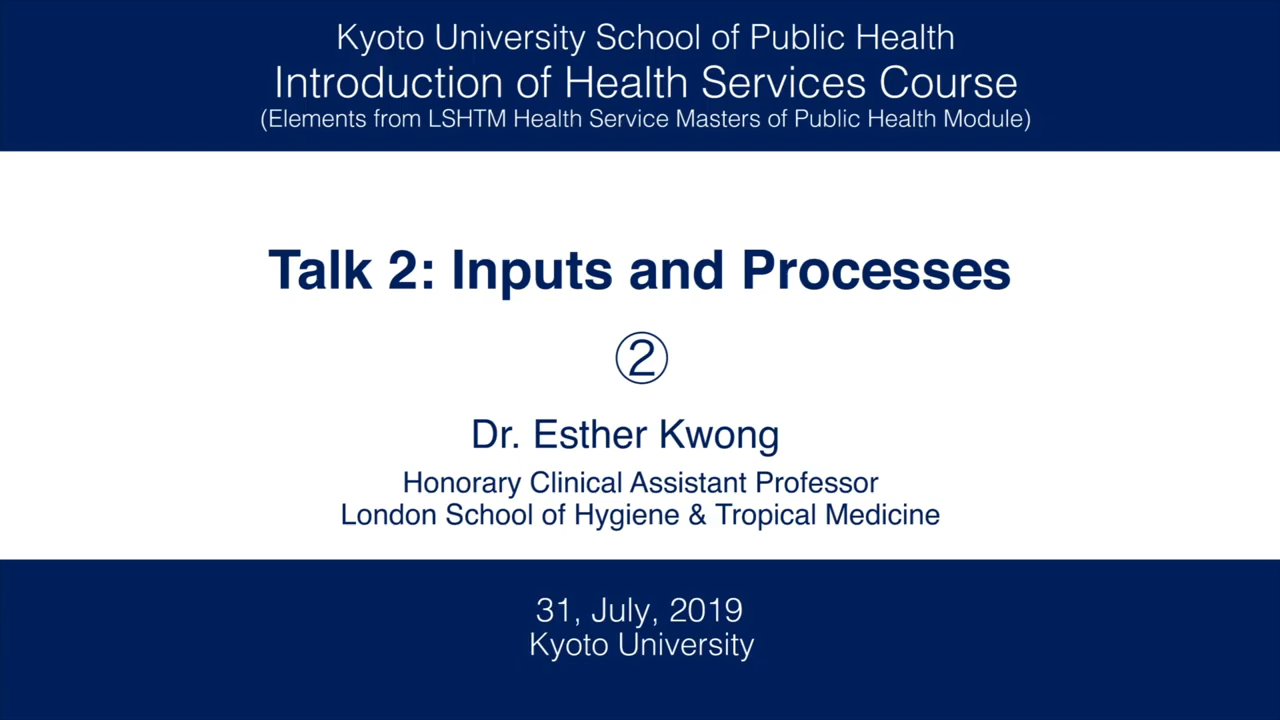 Kyoto University School of Public Health
Introduction of Health Services Course
(Elements from LSHTM Health Service Masters of Public Health Module)
Talk 2: Inputs and Processes
②
Dr. Esther Kwong
Honorary Clinical Assistant Professor
London School of Hygiene & Tropical Medicine
31, July, 2019
Kyoto University